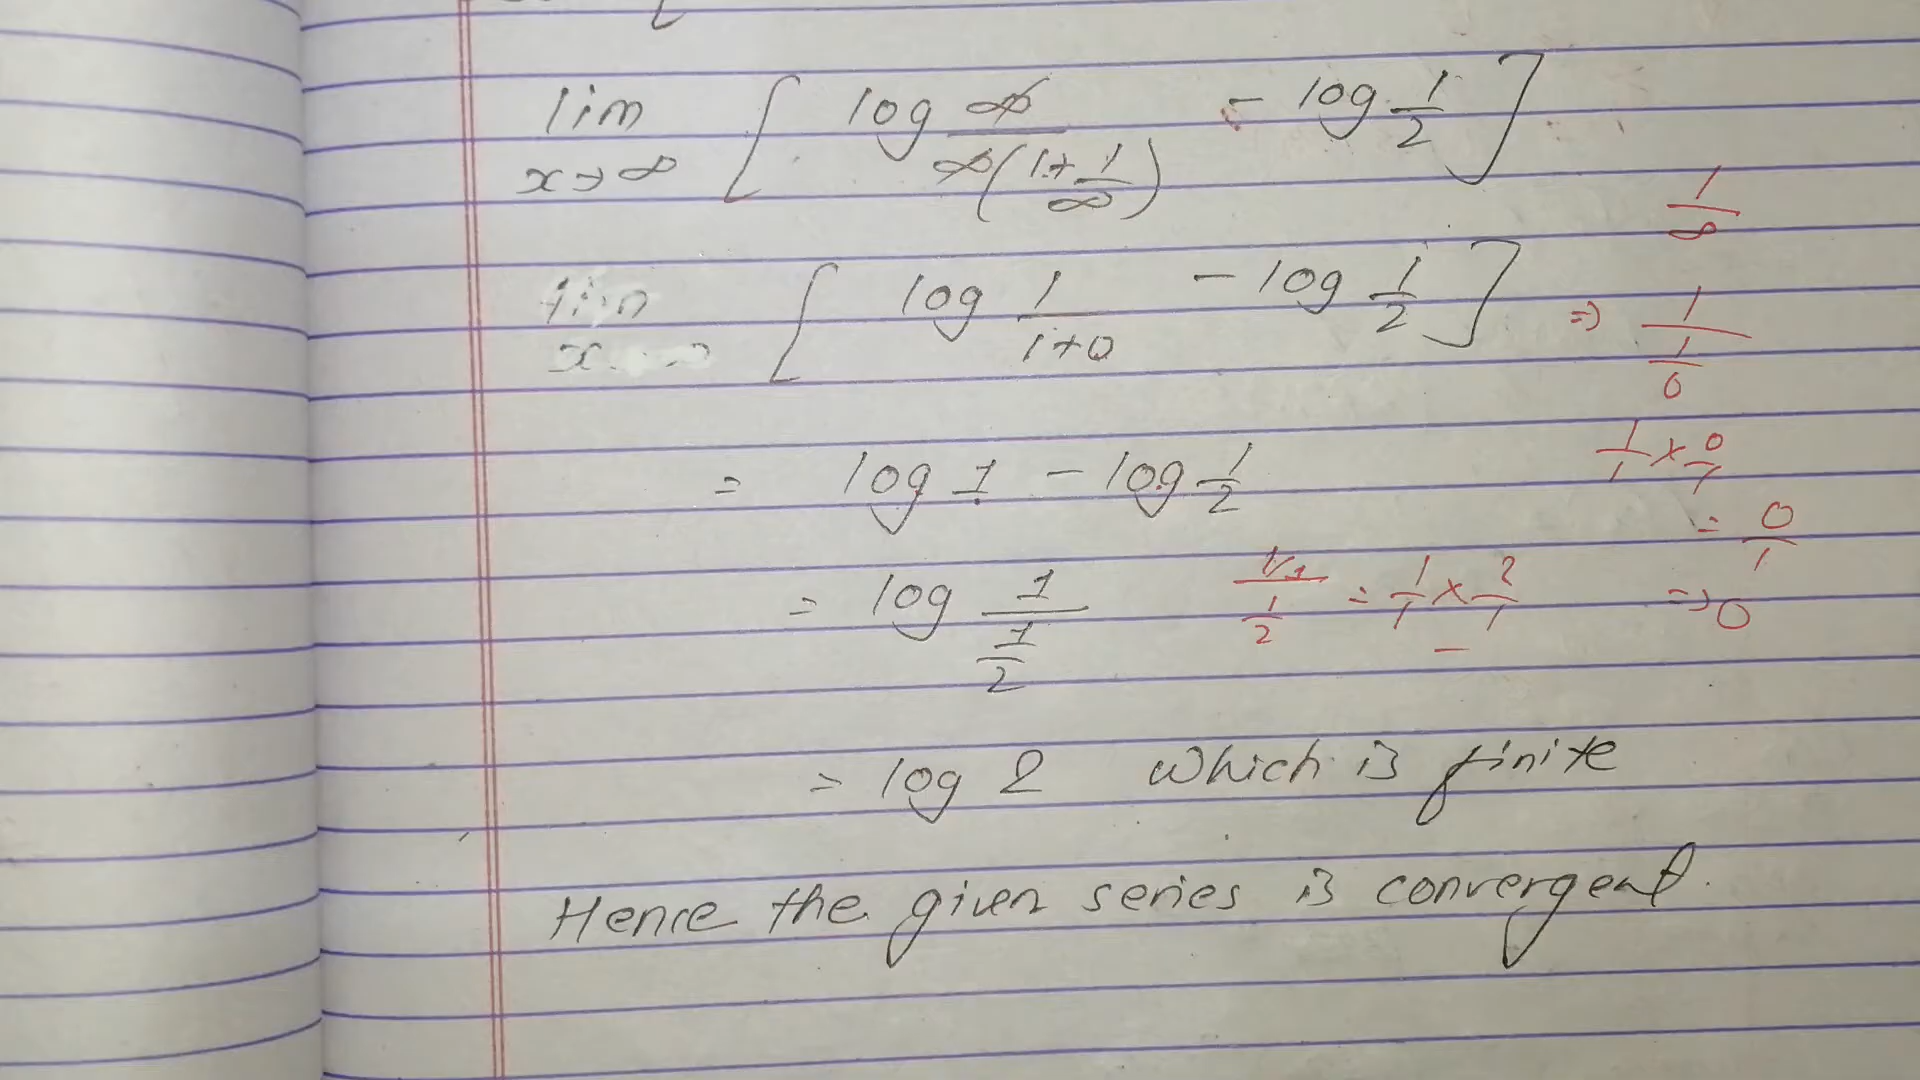 lim x→∞ [ log ∞/∞(1+1/∞) - log 1/2 ]
lim x [ log 1/1+0 - log 1/2 ]
= log 1 - log 1/2
= log 1/(1/2)
= log 2 which is finite
Hence the given series is convergent.
1/∞
⇒ 1/(1/0)
1/1 × 0/1
= 0/1
⇒ 0
(1/1)/(1/2) = 1/1 × 2/1